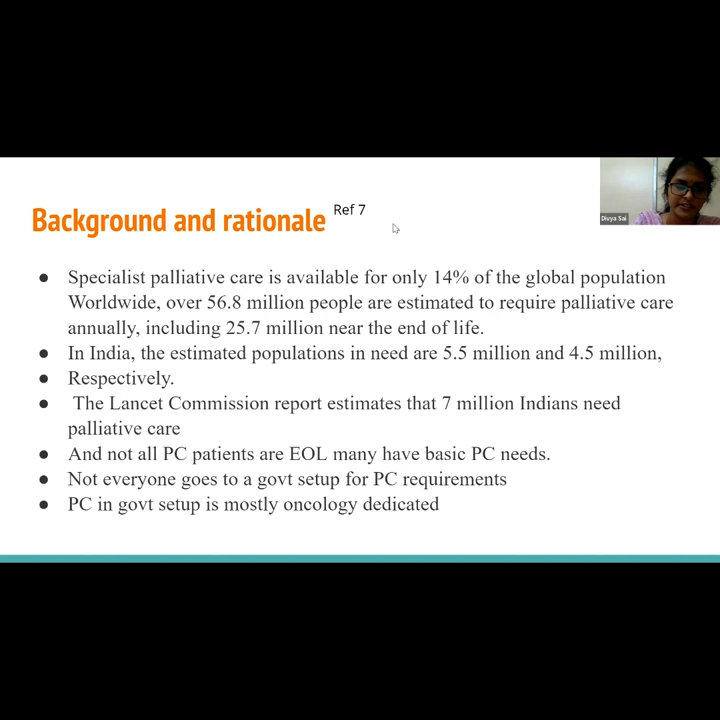 Background and rationale Ref 7
Divya Sai
● Specialist palliative care is available for only 14% of the global population
Worldwide, over 56.8 million people are estimated to require palliative care
annually, including 25.7 million near the end of life.
● In India, the estimated populations in need are 5.5 million and 4.5 million,
● Respectively.
● The Lancet Commission report estimates that 7 million Indians need
palliative care
● And not all PC patients are EOL many have basic PC needs.
● Not everyone goes to a govt setup for PC requirements
● PC in govt setup is mostly oncology dedicated